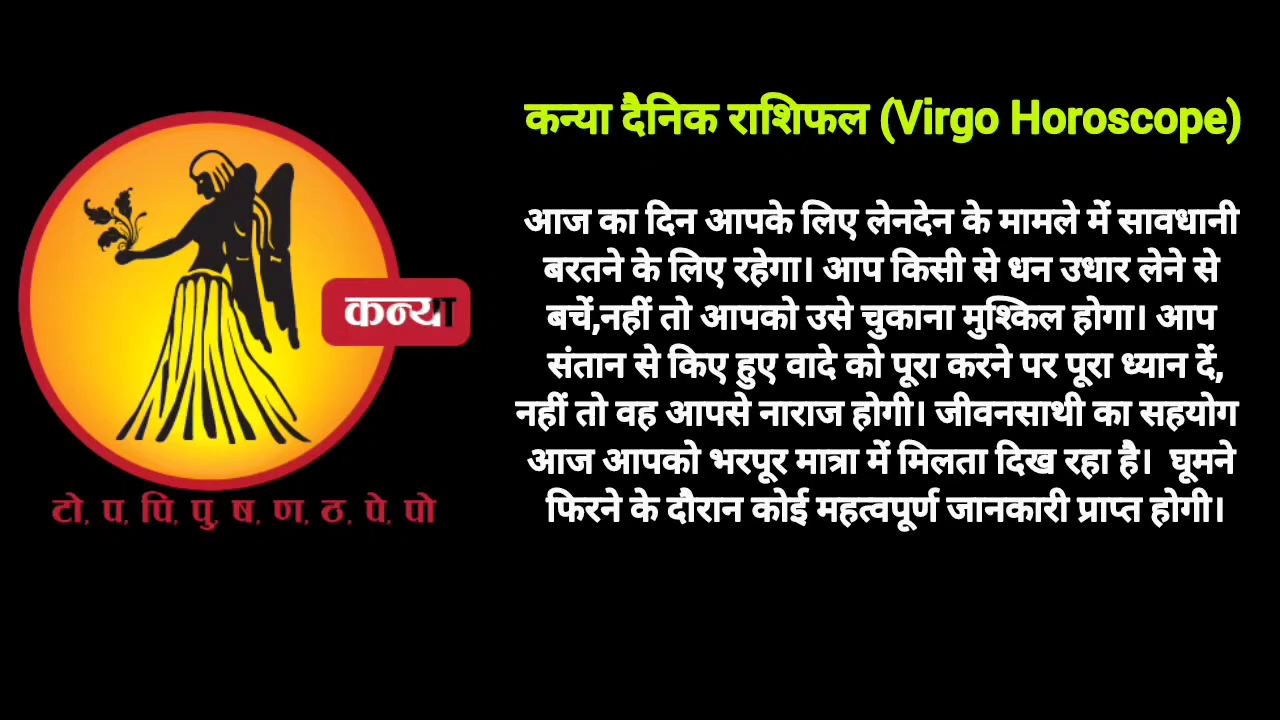 कन्या दैनिक राशिफल (Virgo Horoscope)
आज का दिन आपके लिए लेनदेन के मामले में सावधानी
बरतने के लिए रहेगा। आप किसी से धन उधार लेने से
बचें,नहीं तो आपको उसे चुकाना मुश्किल होगा। आप
संतान से किए हुए वादे को पूरा करने पर पूरा ध्यान दें,
नहीं तो वह आपसे नाराज होगी। जीवनसाथी का सहयोग
आज आपको भरपूर मात्रा में मिलता दिख रहा है। घूमने
फिरने के दौरान कोई महत्वपूर्ण जानकारी प्राप्त होगी।
कन्या
टो, प, पि, पु, ष, ण, ठ, पे, पो